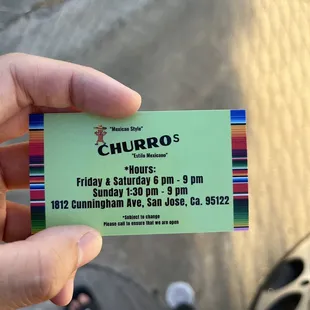 "Mexican Style"
CHURROs
"Estilo Mexicano"
*Hours:
Friday & Saturday 6 pm - 9 pm
Sunday 1:30 pm - 9 pm
1812 Cunningham Ave, San Jose, Ca. 95122
*Subject to change
Please call to ensure that we are open